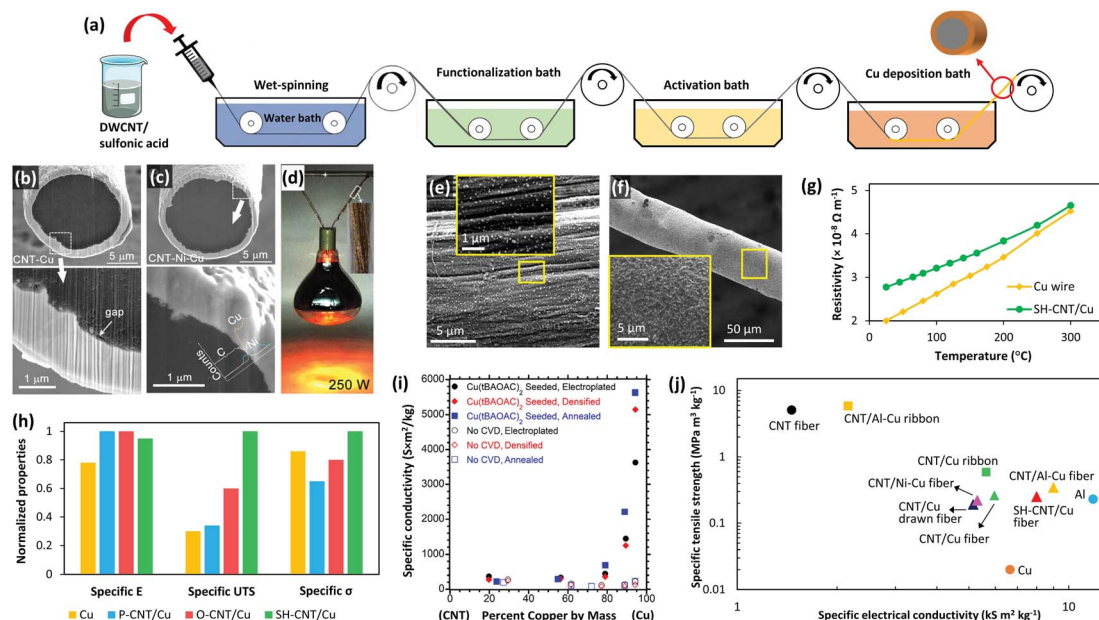 (a)
DWCNT/
sulfonic acid
Wet-spinning
Water bath
Functionalization bath
Activation bath
Cu deposition bath
(b)
CNT-Cu
5 μm
gap
1 μm
(c)
CNT-Ni-Cu
5 μm
Cu
C
Ni
Counts
1 μm
(d)
250 W
(e)
1 μm
5 μm
(f)
5 μm
50 μm
(g)
Resistivity (× 10⁻⁸ Ω m⁻¹)
5
4
3
2
0
100
200
300
Temperature (°C)
Cu wire
SH-CNT/Cu
(h)
Normalized properties
1
0.8
0.6
0.4
0.2
0
Specific E
Specific UTS
Specific σ
Cu
P-CNT/Cu
O-CNT/Cu
SH-CNT/Cu
(i)
Specific conductivity (S×m²/kg)
6000
5000
4000
3000
2000
1000
0
Cu(tBAOAC)₂ Seeded, Electroplated
Cu(tBAOAC)₂ Seeded, Densified
Cu(tBAOAC)₂ Seeded, Annealed
No CVD, Electroplated
No CVD, Densified
No CVD, Annealed
0 20 40 60 80 100
(CNT) Percent Copper by Mass (Cu)
(j)
Specific tensile strength (MPa m³ kg⁻¹)
10
1
0.1
0.01
CNT fiber
CNT/Al-Cu ribbon
CNT/Cu ribbon
CNT/Ni-Cu fiber
CNT/Al-Cu fiber
Al
CNT/Cu
drawn fiber
SH-CNT/Cu
fiber
CNT/Cu fiber
Cu
1
10
Specific electrical conductivity (kS m² kg⁻¹)